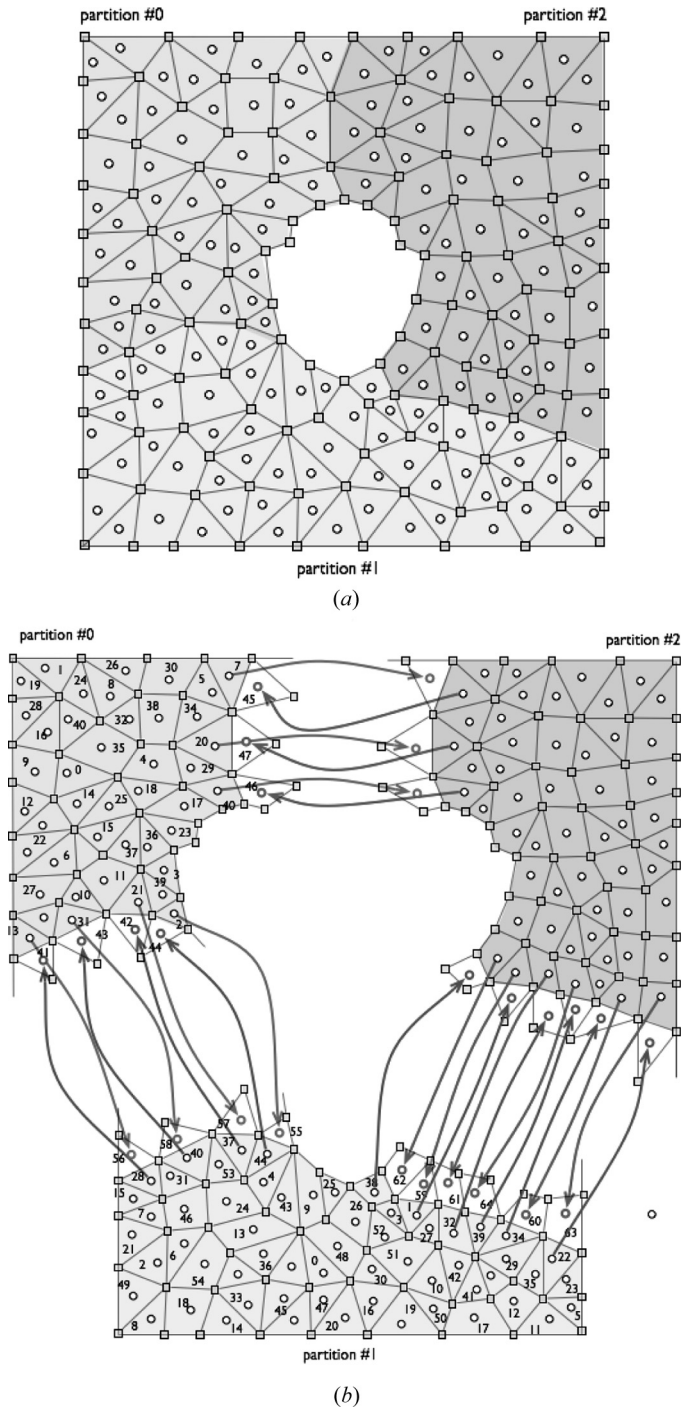 partition #0 partition #2
partition #1
(a)
partition #0 partition #2
1 26 30 7
19 24 8 5 45
28 40 32 38 34
16 35 20 47
9 0 4 29
12 14 25 18 17 46 40
22 15 36 23
6 37
27 11 21 39 3
10
13 31 42 2
41 43 44
57 55
56 58 37
28 40 53 44 4 25 38 62
15 31 59 61 64
7 46 24 43 9 26 3 1 60 63
21 13 52 27 32 39 34
2 6 0 48 51 29 22
49 54 36 30 10 42 35 23
18 33 45 47 16 19 50 41 12 5
8 14 20 17 11
partition #1
(b)